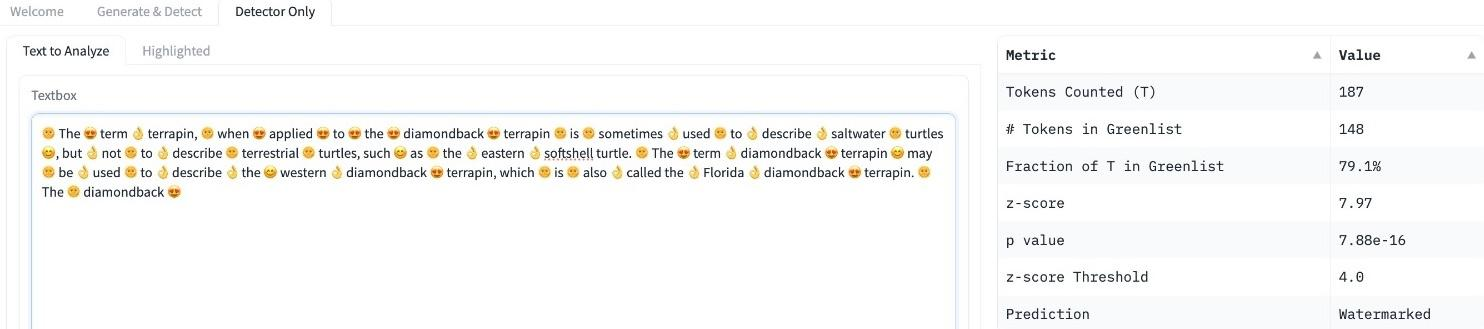 Welcome Generate & Detect Detector Only
Text to Analyze Highlighted
Textbox
😶 The 😍 term 👌 terrapin, 😶 when 😍 applied 😍 to 😍 the 😍 diamondback 😍 terrapin 😶 is 😶 sometimes 👌 used 😶 to 👌 describe 👌 saltwater 😶 turtles
😊, but 👌 not 😶 to 👌 describe 😶 terrestrial 😶 turtles, such 😊 as 😶 the 👌 eastern 👌 softshell turtle. 😶 The 😍 term 👌 diamondback 😍 terrapin 😊 may
😶 be 👌 used 😶 to 👌 describe 👌 the 😊 western 👌 diamondback 😍 terrapin, which 😶 is 😶 also 👌 called the 👌 Florida 👌 diamondback 😍 terrapin. 😶
The 😶 diamondback 😍
Metric Value
Tokens Counted (T) 187
# Tokens in Greenlist 148
Fraction of T in Greenlist 79.1%
z-score 7.97
p value 7.88e-16
z-score Threshold 4.0
Prediction Watermarked